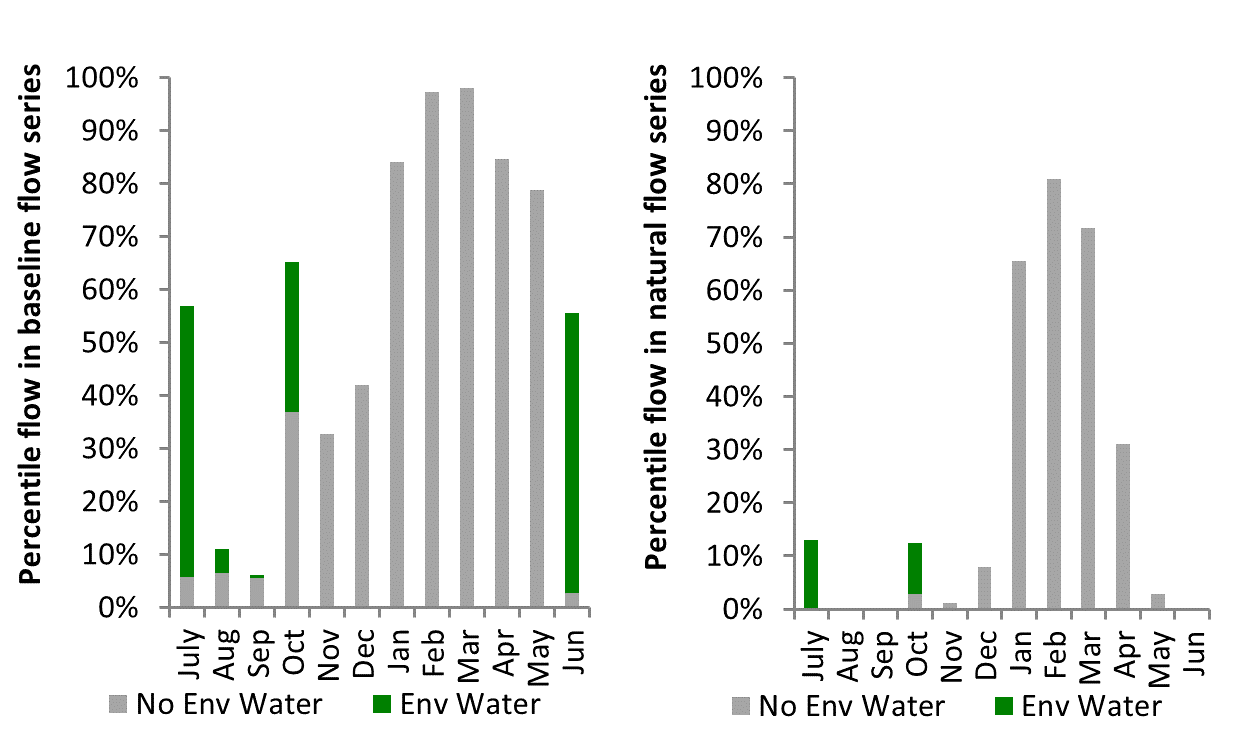 Percentile flow in baseline flow series
100%
90%
80%
70%
60%
50%
40%
30%
20%
10%
0%
July
Aug
Sep
Oct
Nov
Dec
Jan
Feb
Mar
Apr
May
Jun
No Env Water
Env Water
Percentile flow in natural flow series
100%
90%
80%
70%
60%
50%
40%
30%
20%
10%
0%
July
Aug
Sep
Oct
Nov
Dec
Jan
Feb
Mar
Apr
May
Jun
No Env Water
Env Water